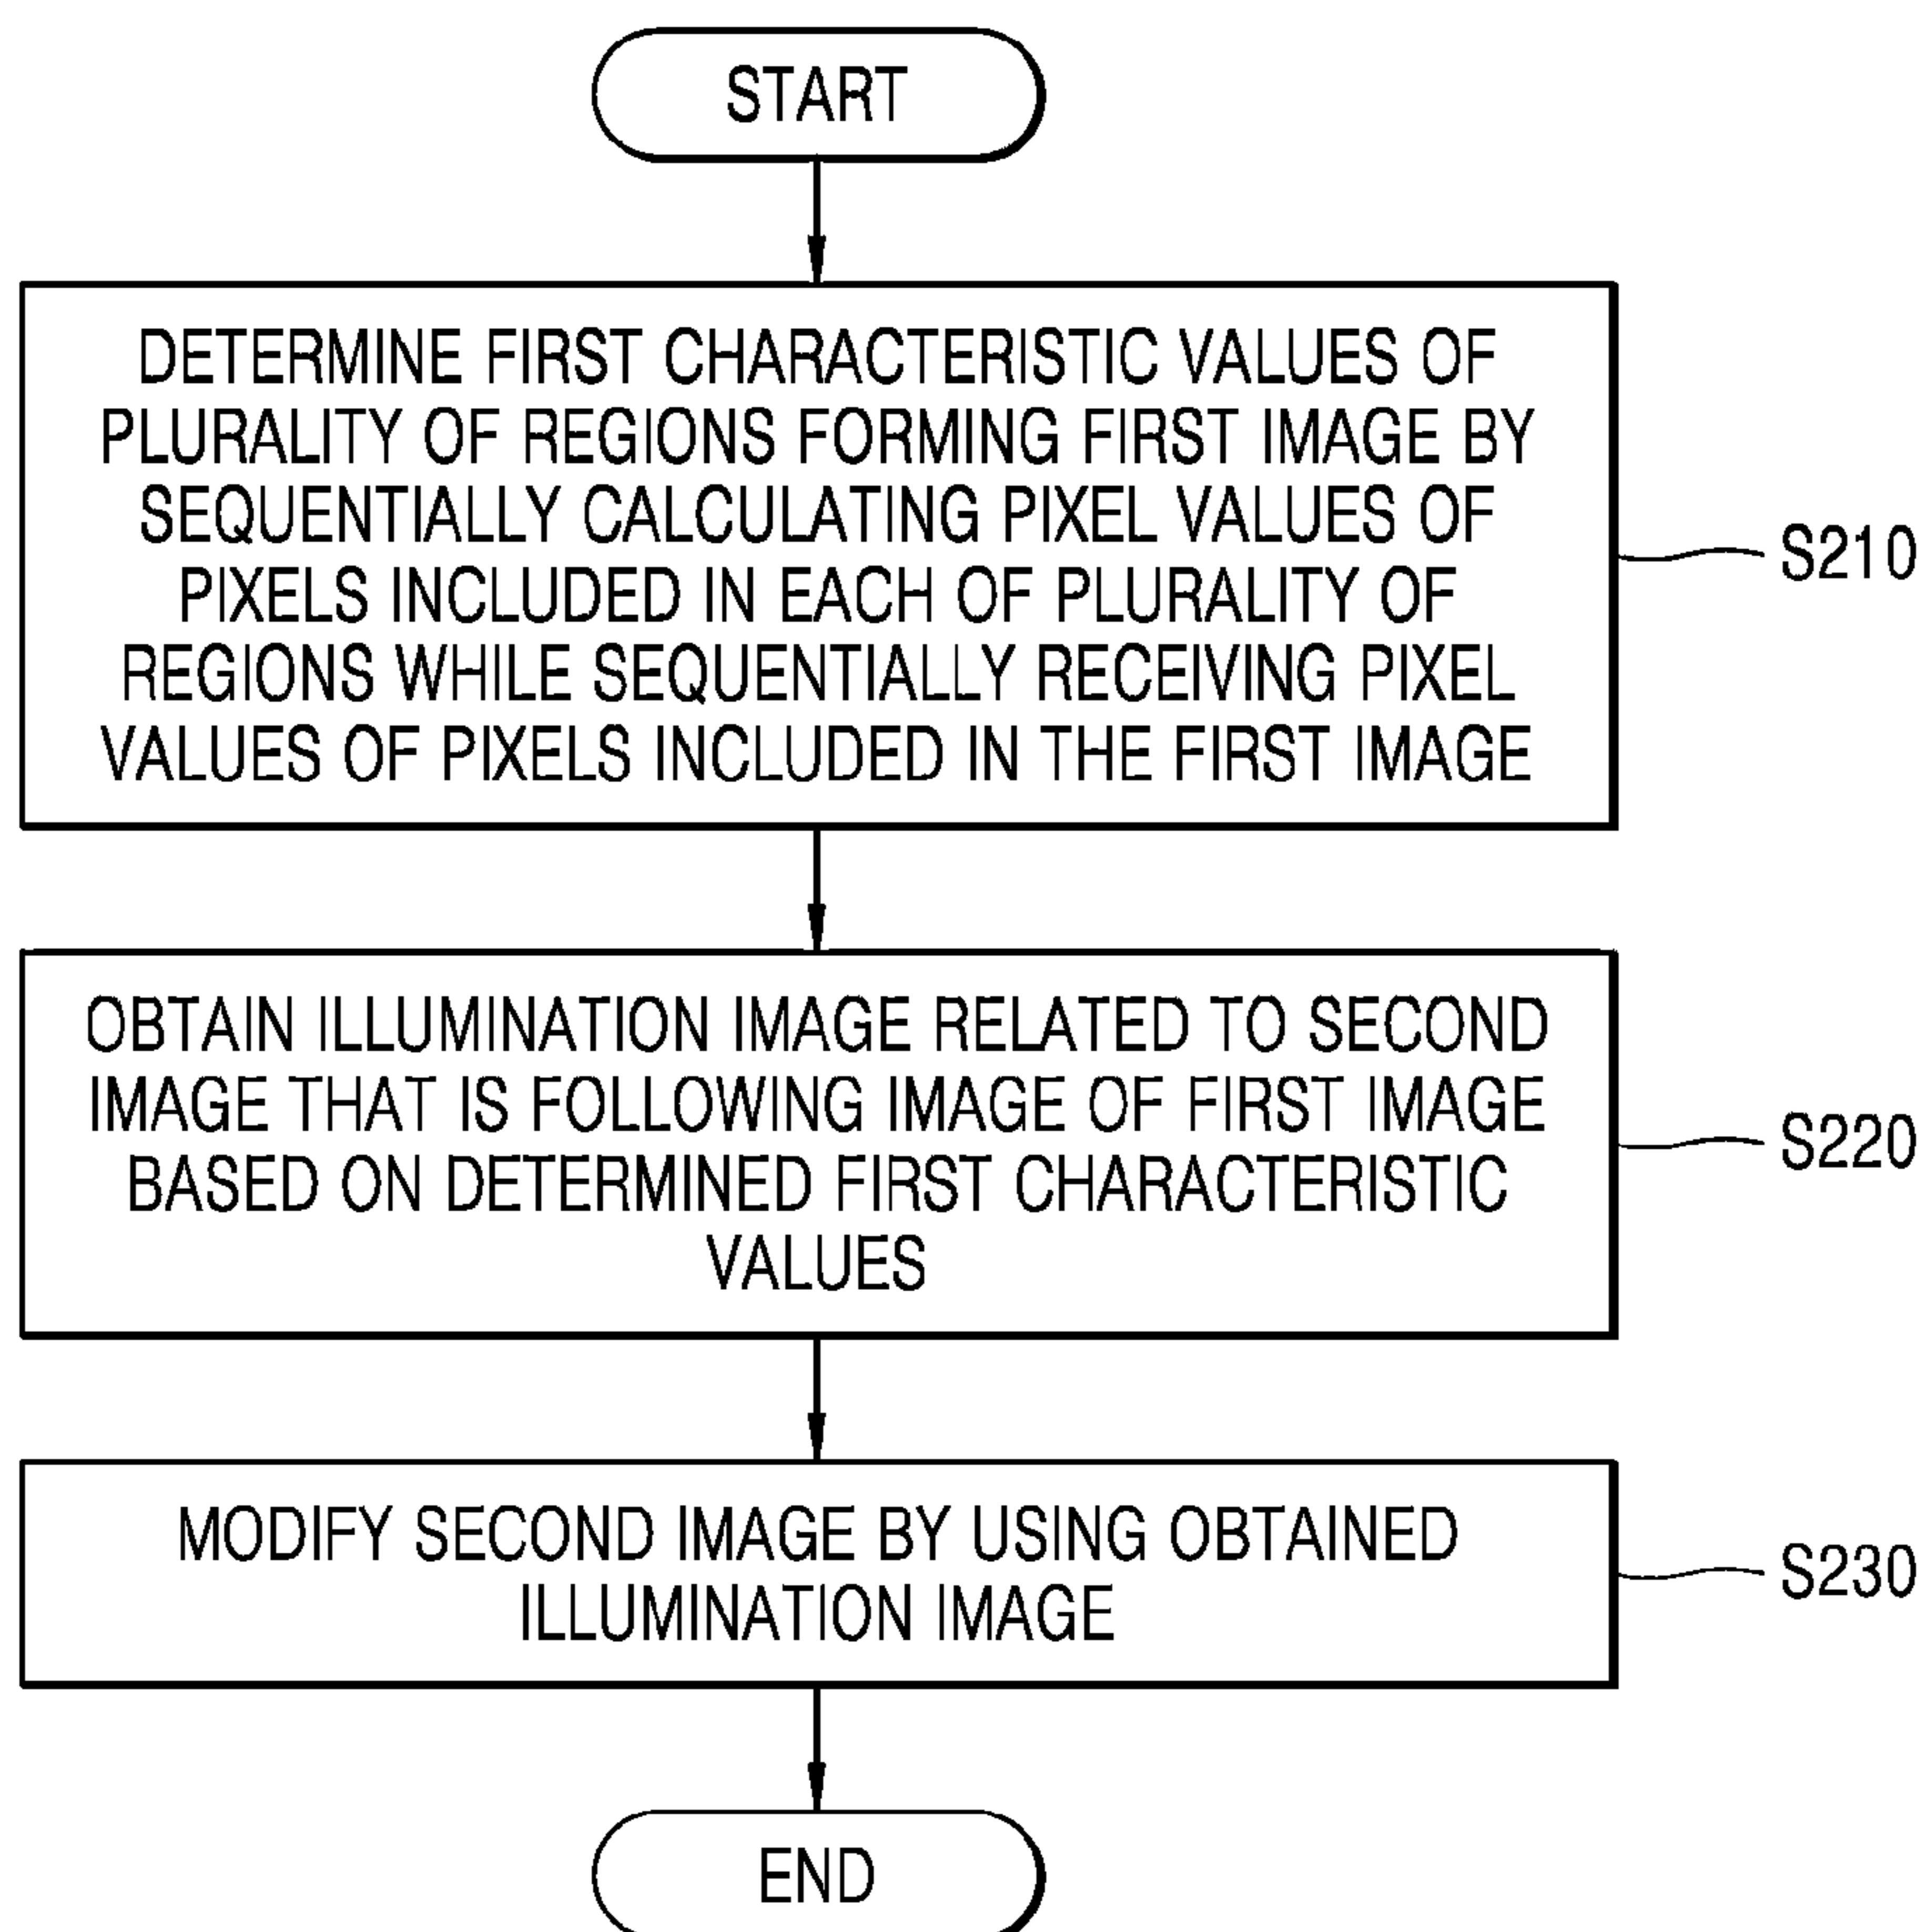 START
DETERMINE FIRST CHARACTERISTIC VALUES OF
PLURALITY OF REGIONS FORMING FIRST IMAGE BY
SEQUENTIALLY CALCULATING PIXEL VALUES OF
PIXELS INCLUDED IN EACH OF PLURALITY OF
REGIONS WHILE SEQUENTIALLY RECEIVING PIXEL
VALUES OF PIXELS INCLUDED IN THE FIRST IMAGE
S210
OBTAIN ILLUMINATION IMAGE RELATED TO SECOND
IMAGE THAT IS FOLLOWING IMAGE OF FIRST IMAGE
BASED ON DETERMINED FIRST CHARACTERISTIC
VALUES
S220
MODIFY SECOND IMAGE BY USING OBTAINED
ILLUMINATION IMAGE
S230
END